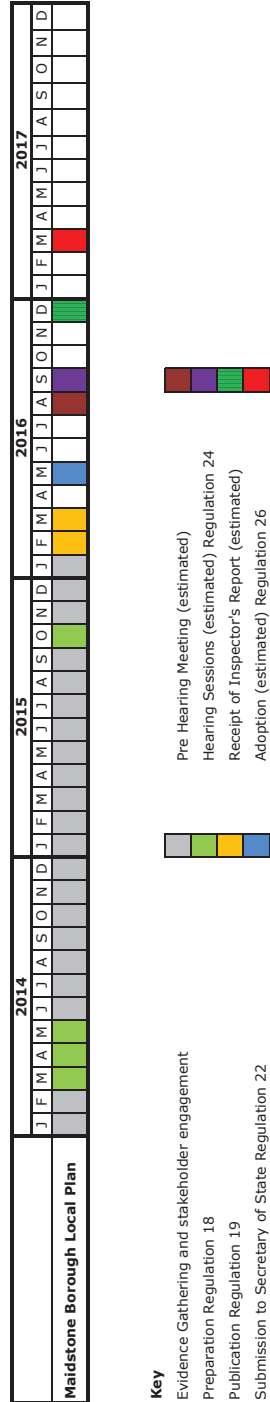 2014 2015 2016 2017
J F M A M J J A S O N D J F M A M J J A S O N D J F M A M J J A S O N D J F M A M J J A S O N D
Maidstone Borough Local Plan
Key
Evidence Gathering and stakeholder engagement
Preparation Regulation 18
Publication Regulation 19
Submission to Secretary of State Regulation 22
Pre Hearing Meeting (estimated)
Hearing Sessions (estimated) Regulation 24
Receipt of Inspector's Report (estimated)
Adoption (estimated) Regulation 26